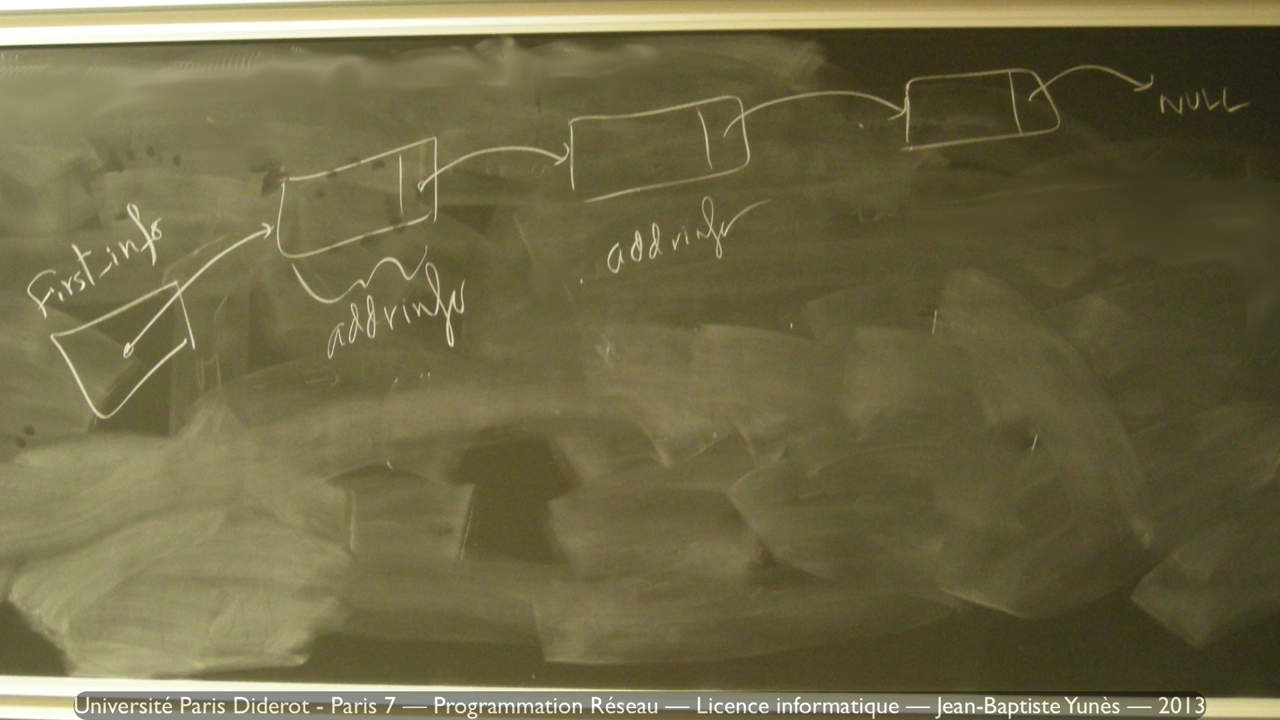 First_info
addrinfo
addrinfo
NULL
Université Paris Diderot - Paris 7 — Programmation Réseau — Licence informatique — Jean-Baptiste Yunès — 2013